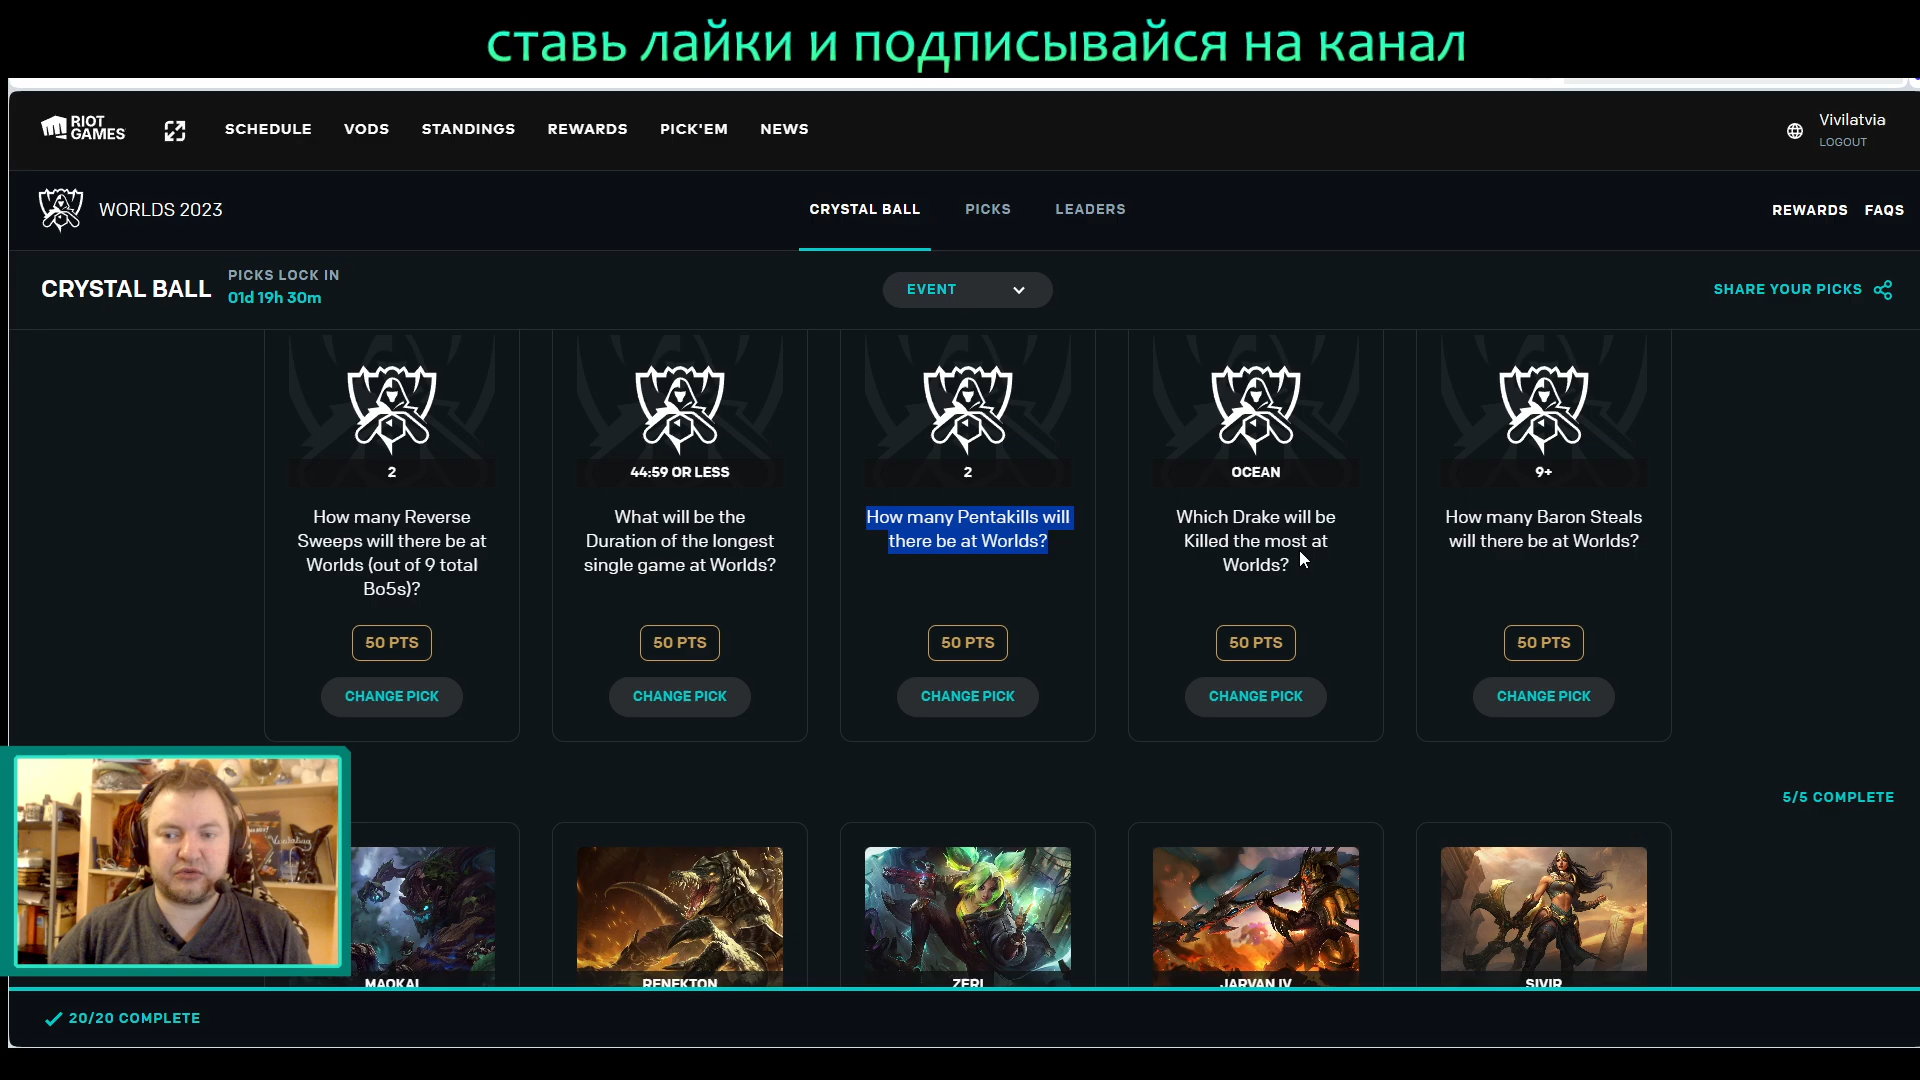 ставь лайки и подписывайся на канал
RIOT GAMES
SCHEDULE VODS STANDINGS REWARDS PICK'EM NEWS
Vivilatvia
LOGOUT
WORLDS 2023
CRYSTAL BALL PICKS LEADERS
REWARDS FAQS
CRYSTAL BALL
PICKS LOCK IN
01d 19h 30m
EVENT
SHARE YOUR PICKS
2
How many Reverse
Sweeps will there be at
Worlds (out of 9 total
Bo5s)?
50 PTS
CHANGE PICK
44:59 OR LESS
What will be the
Duration of the longest
single game at Worlds?
50 PTS
CHANGE PICK
2
How many Pentakills will
there be at Worlds?
50 PTS
CHANGE PICK
OCEAN
Which Drake will be
Killed the most at
Worlds?
50 PTS
CHANGE PICK
9+
How many Baron Steals
will there be at Worlds?
50 PTS
CHANGE PICK
5/5 COMPLETE
MAOKAI
RENEKTON
ZERI
JARVAN IV
SIVIR
20/20 COMPLETE